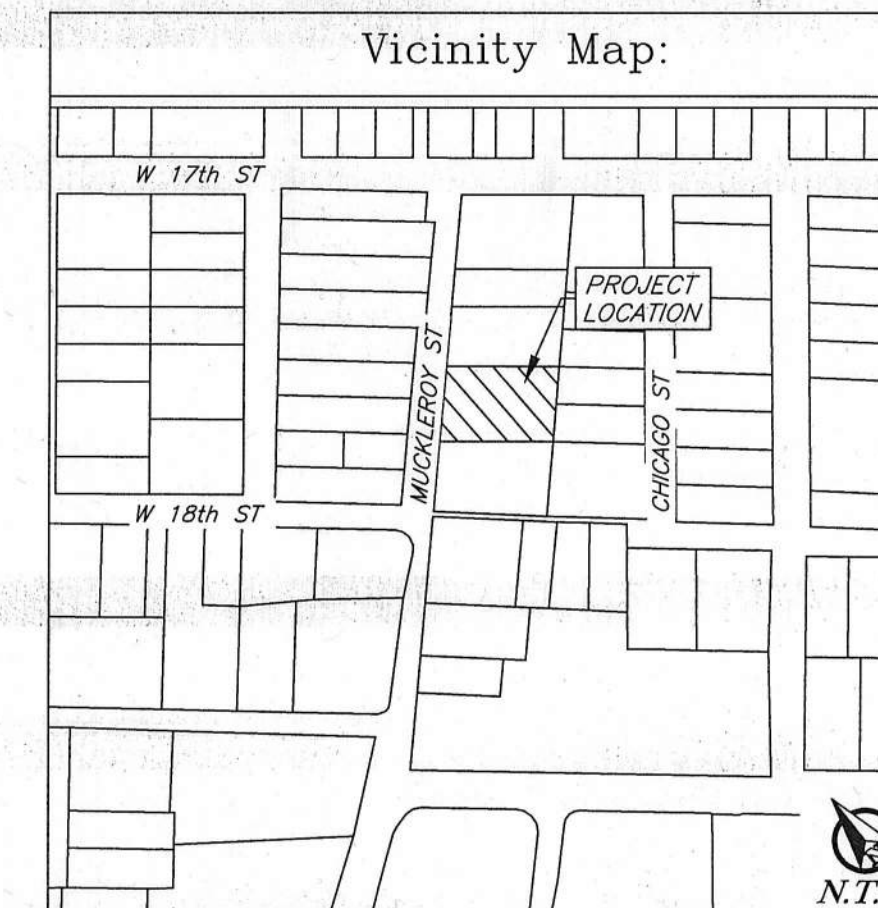 Vicinity Map:
W 17th ST
PROJECT
LOCATION
MUCKLEROY ST
CHICAGO ST
W 18th ST
N.T.